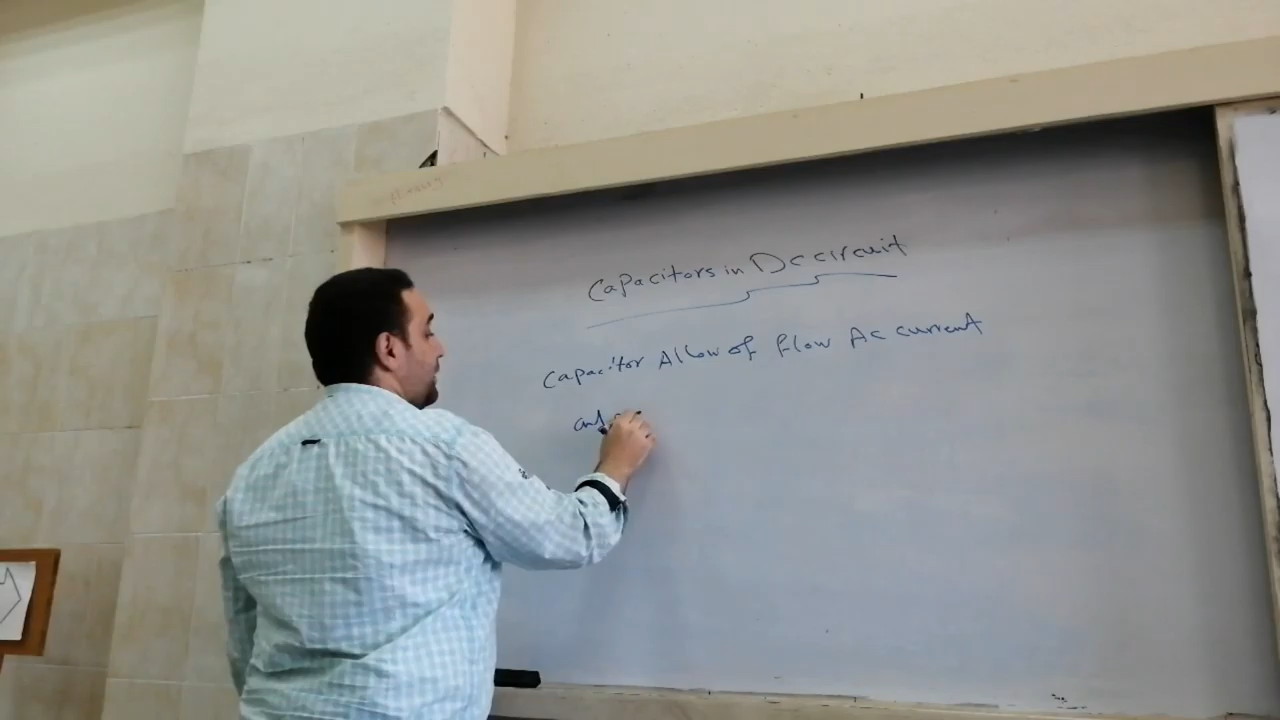 Capacitors in Dc circuit
Capacitor Allow of flow Ac current
and